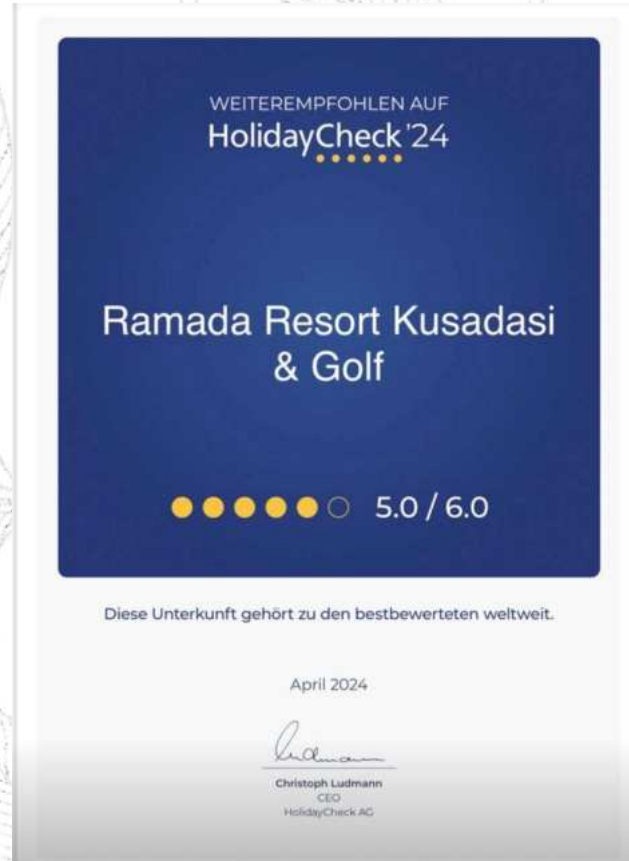 WEITEREMPFOHLEN AUF
HolidayCheck '24
Ramada Resort Kusadasi
& Golf
5.0 / 6.0
Diese Unterkunft gehört zu den bestbewerteten weltweit.
April 2024
Ludmann
Christoph Ludmann
CEO
HolidayCheck AG